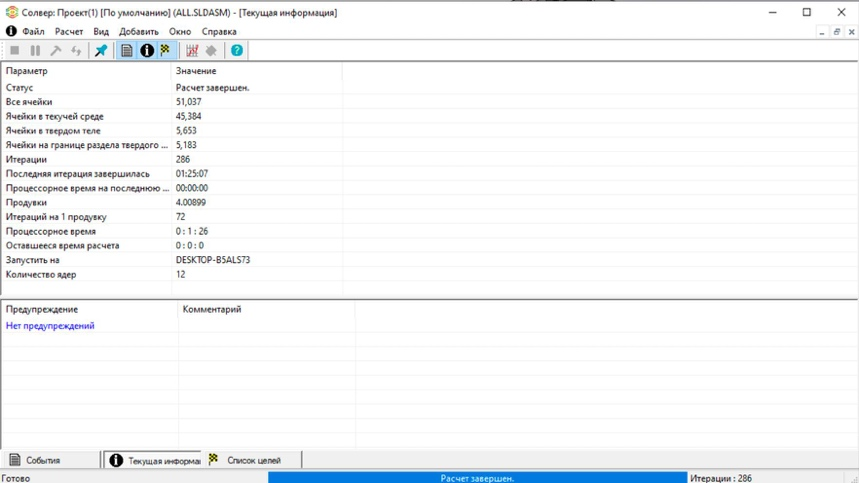 Солвер: Проект(1) [По умолчанию] (ALL.SLDASM) - [Текущая информация]
Файл Расчет Вид Добавить Окно Справка
Параметр Значение
Статус Расчет завершен.
Все ячейки 51,037
Ячейки в текучей среде 45,384
Ячейки в твердом теле 5,653
Ячейки на границе раздела твердого ... 5,183
Итерации 286
Последняя итерация завершилась 01:25:07
Процессорное время на последнюю ... 00:00:00
Продувки 4.00899
Итераций на 1 продувку 72
Процессорное время 0 : 1 : 26
Оставшееся время расчета 0 : 0 : 0
Запустить на DESKTOP-B5ALS73
Количество ядер 12
Предупреждение Комментарий
Нет предупреждений
События Текущая информа Список целей
Готово Расчет завершен. Итерации : 286